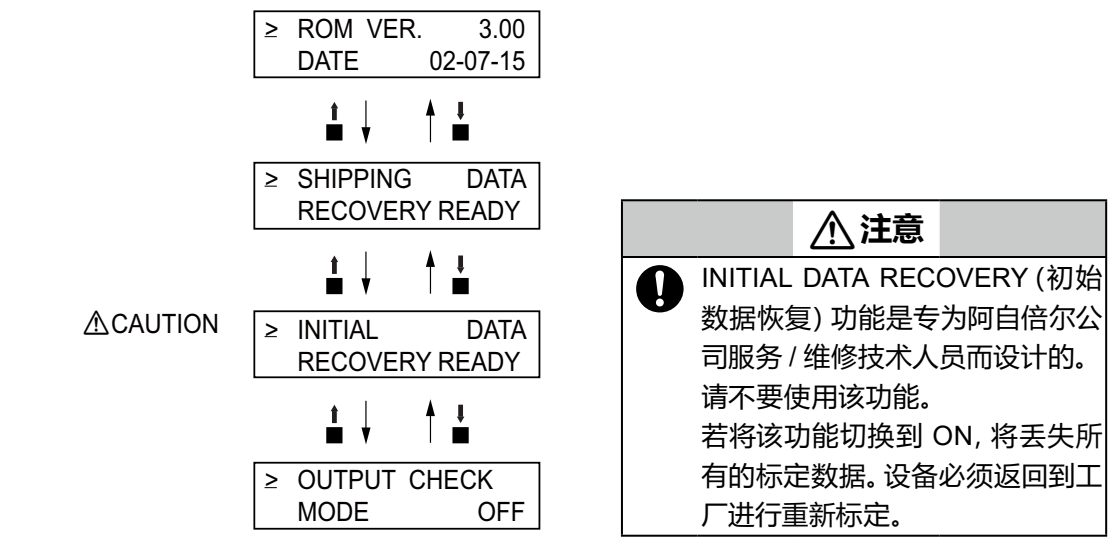 ≥ ROM VER. 3.00
DATE 02-07-15
≥ SHIPPING DATA
RECOVERY READY
⚠CAUTION
≥ INITIAL DATA
RECOVERY READY
≥ OUTPUT CHECK
MODE OFF
⚠注意
INITIAL DATA RECOVERY (初始
数据恢复) 功能是专为阿自倍尔公
司服务 / 维修技术人员而设计的。
请不要使用该功能。
若将该功能切换到 ON, 将丢失所
有的标定数据。设备必须返回到工
厂进行重新标定。